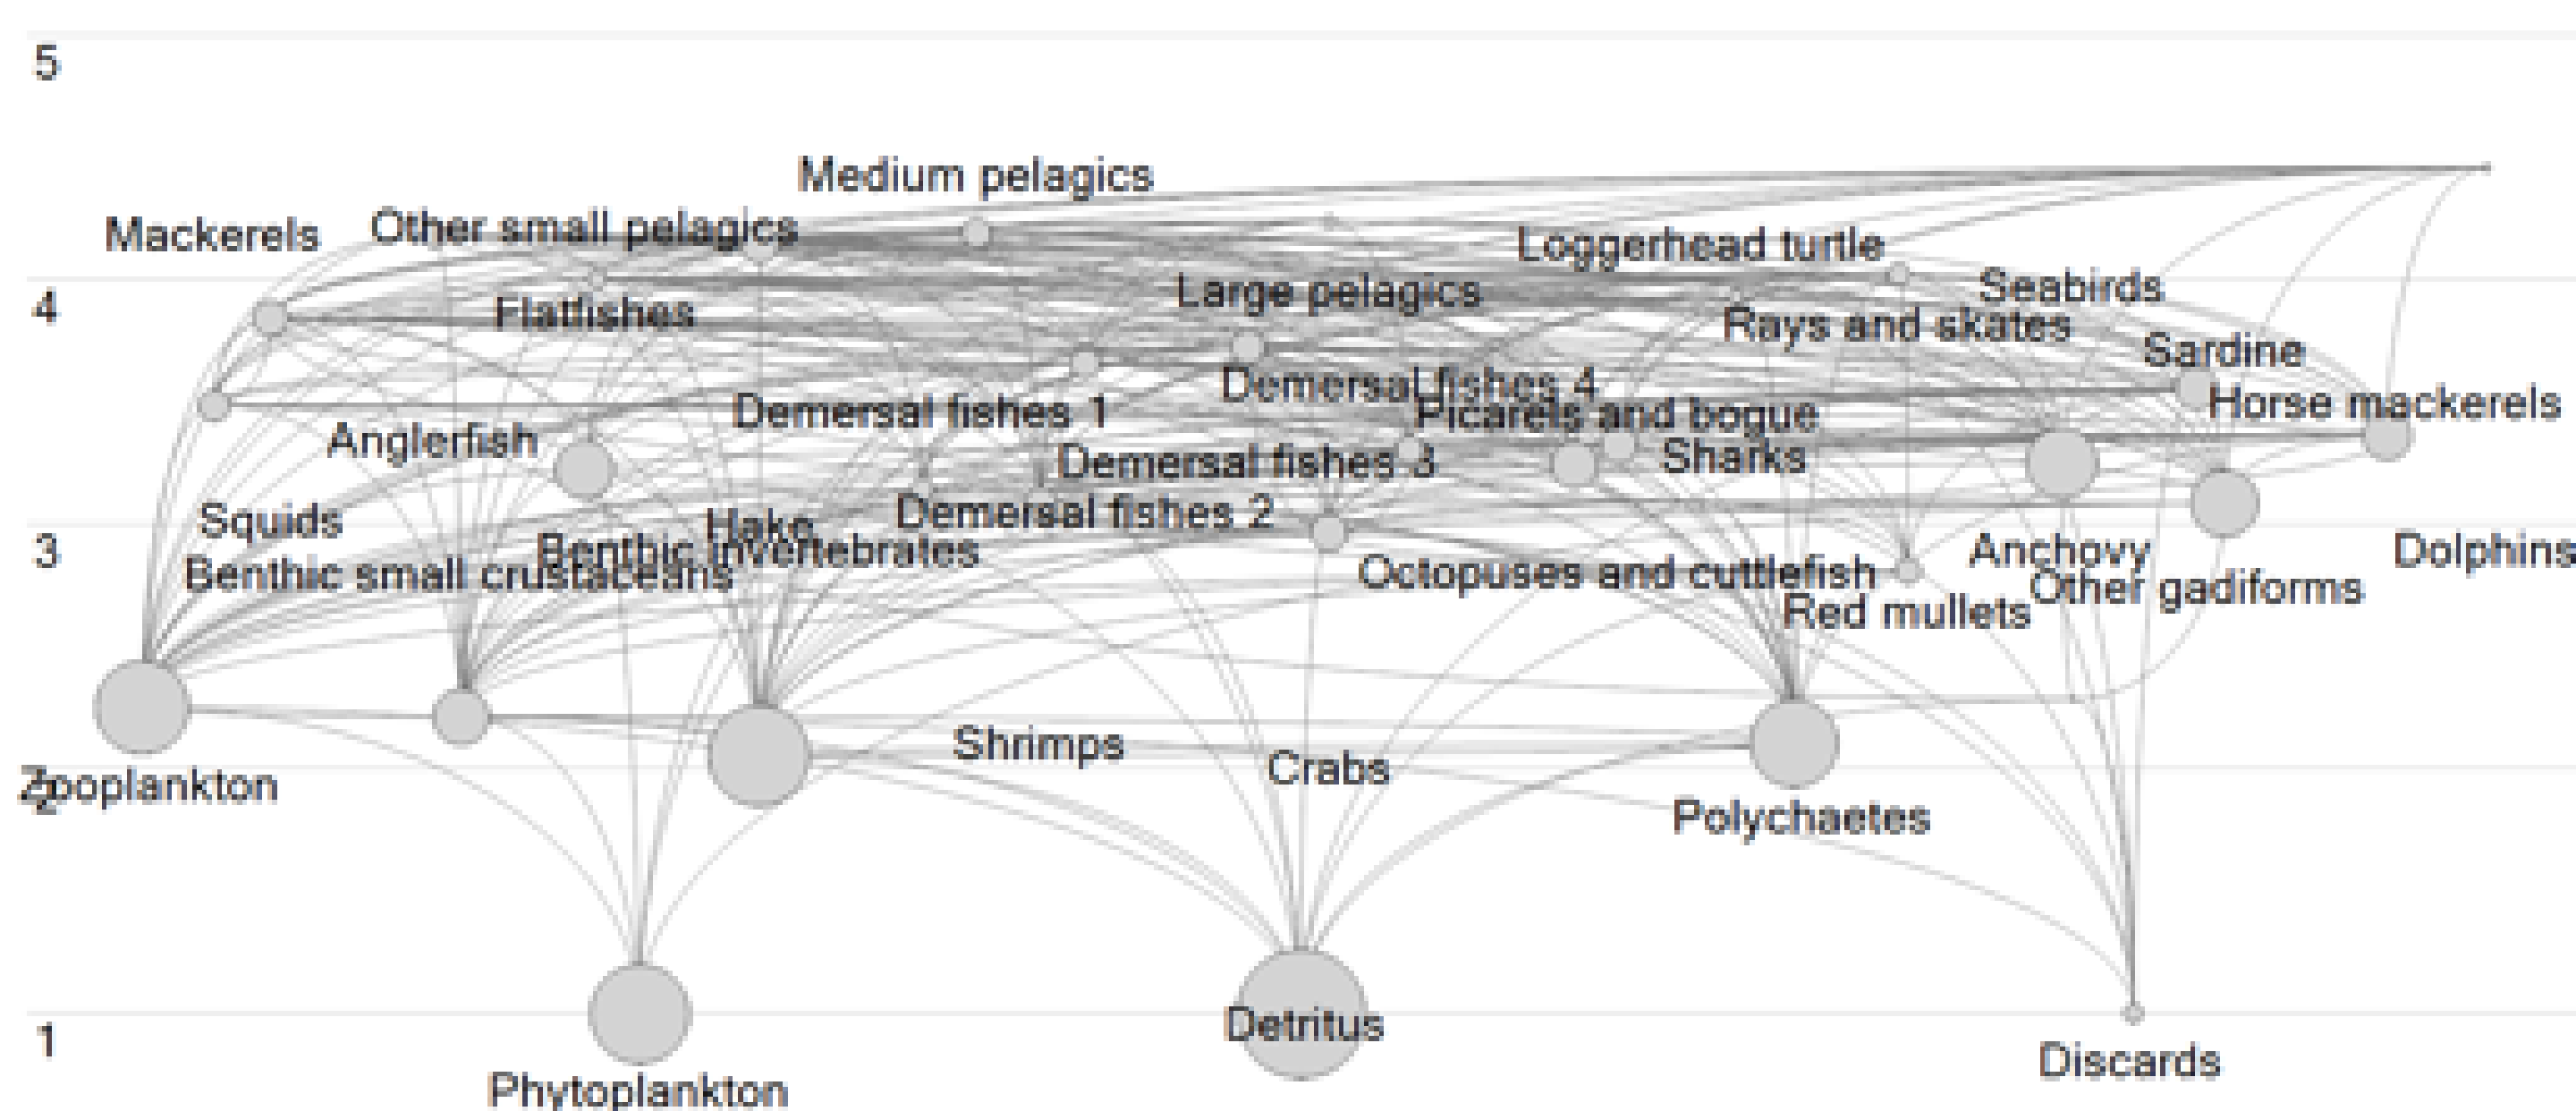 5
Medium pelagics
Mackerels
Other small pelagics
Loggerhead turtle
Seabirds
Large pelagics
4
Flatfishes
Rays and skates
Sardine
Demersal fishes 4
Horse mackerels
Demersal fishes 1
Picarels and bogue
Anglerfish
Sharks
Demersal fishes 3
Squids
Demersal fishes 2
Hake
3
Benthic invertebrates
Anchovy
Dolphins
Benthic small crustaceans
Octopuses and cuttlefish
Other gadiforms
Red mullets
Shrimps
Crabs
Zooplankton
2
Polychaetes
Detritus
1
Discards
Phytoplankton